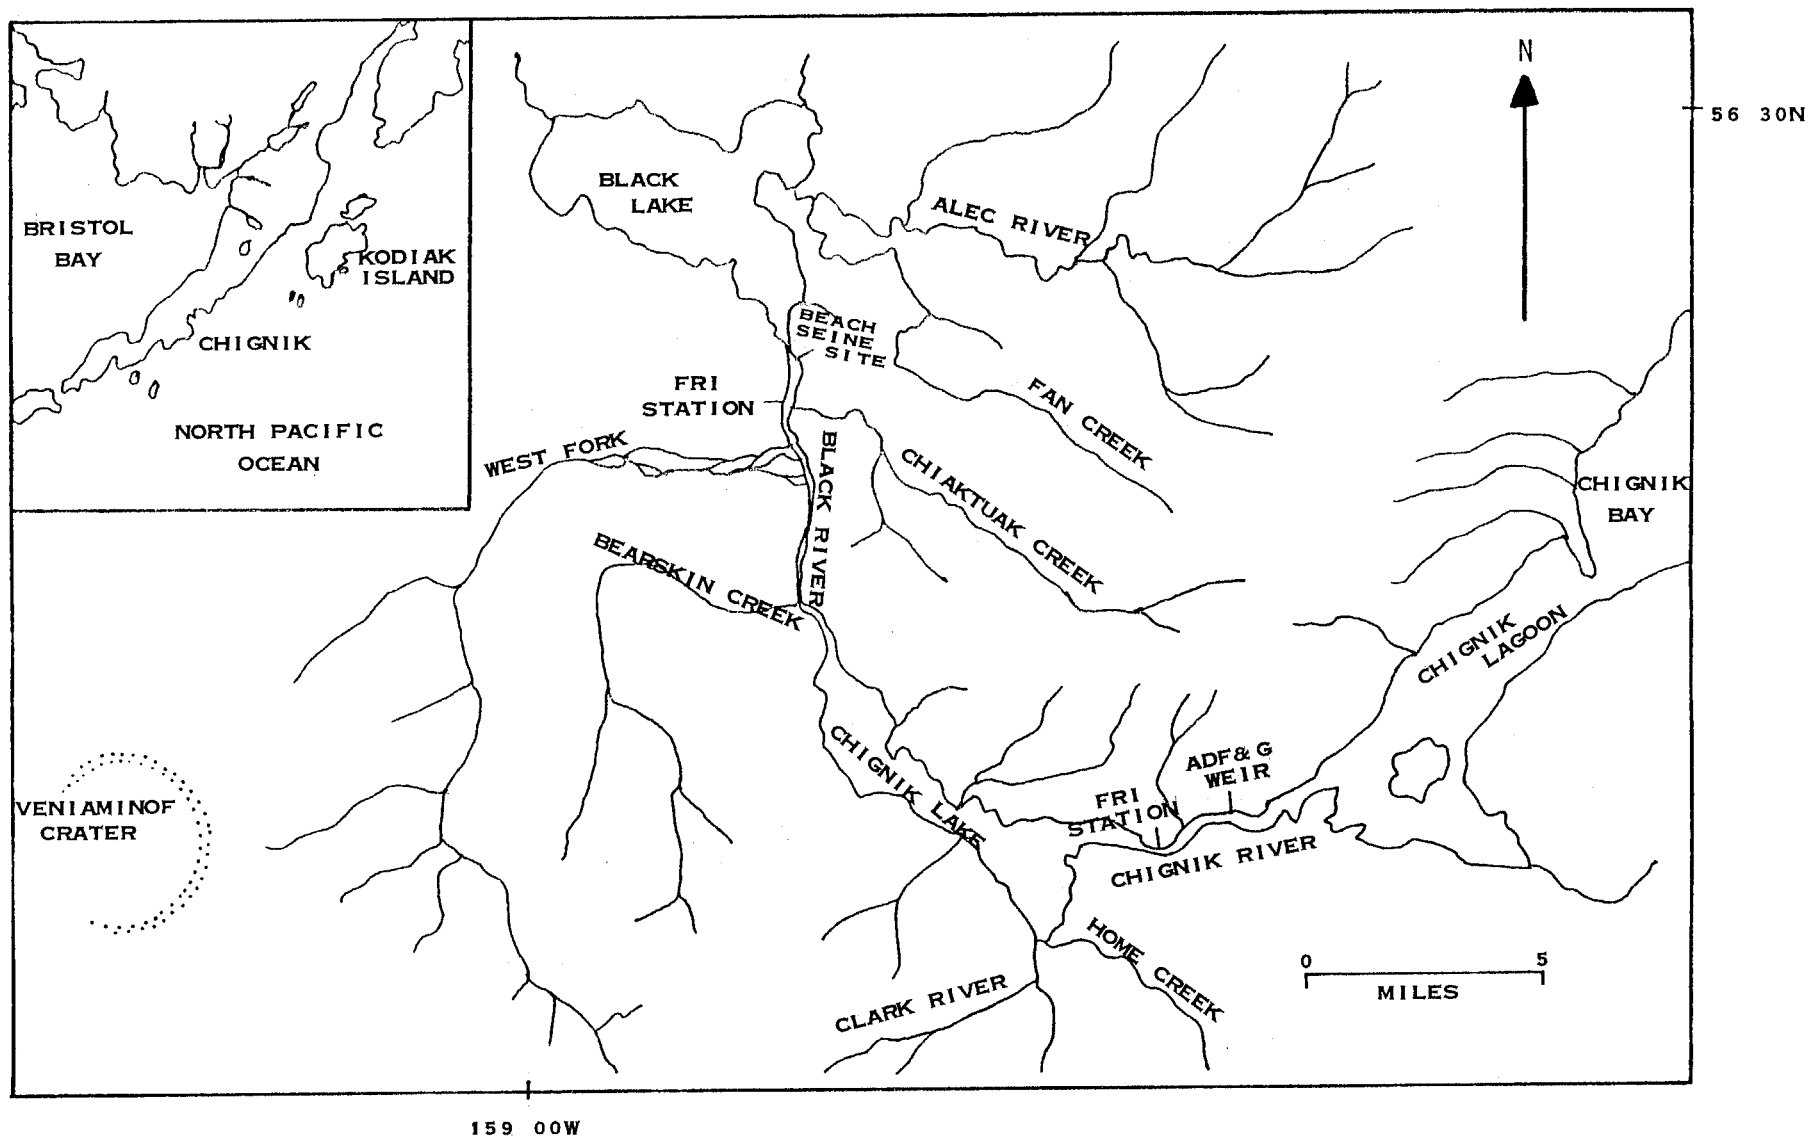 N
56 30N
BLACK
LAKE
ALEC RIVER
BRISTOL
BAY
KODIAK
ISLAND
CHIGNIK
NORTH PACIFIC
OCEAN
BEACH
SEINE
SITE
FRI
STATION
FAN CREEK
WEST FORK
BLACK RIVER
CHIAKTUAK CREEK
CHIGNIK
BAY
BEARSKIN CREEK
CHIGNIK
LAGOON
CHIGNIK LAKE
ADF&G
WEIR
FRI
STATION
VENIAMINOF
CRATER
CHIGNIK RIVER
HOME CREEK
CLARK RIVER
0 5
MILES
159 00W